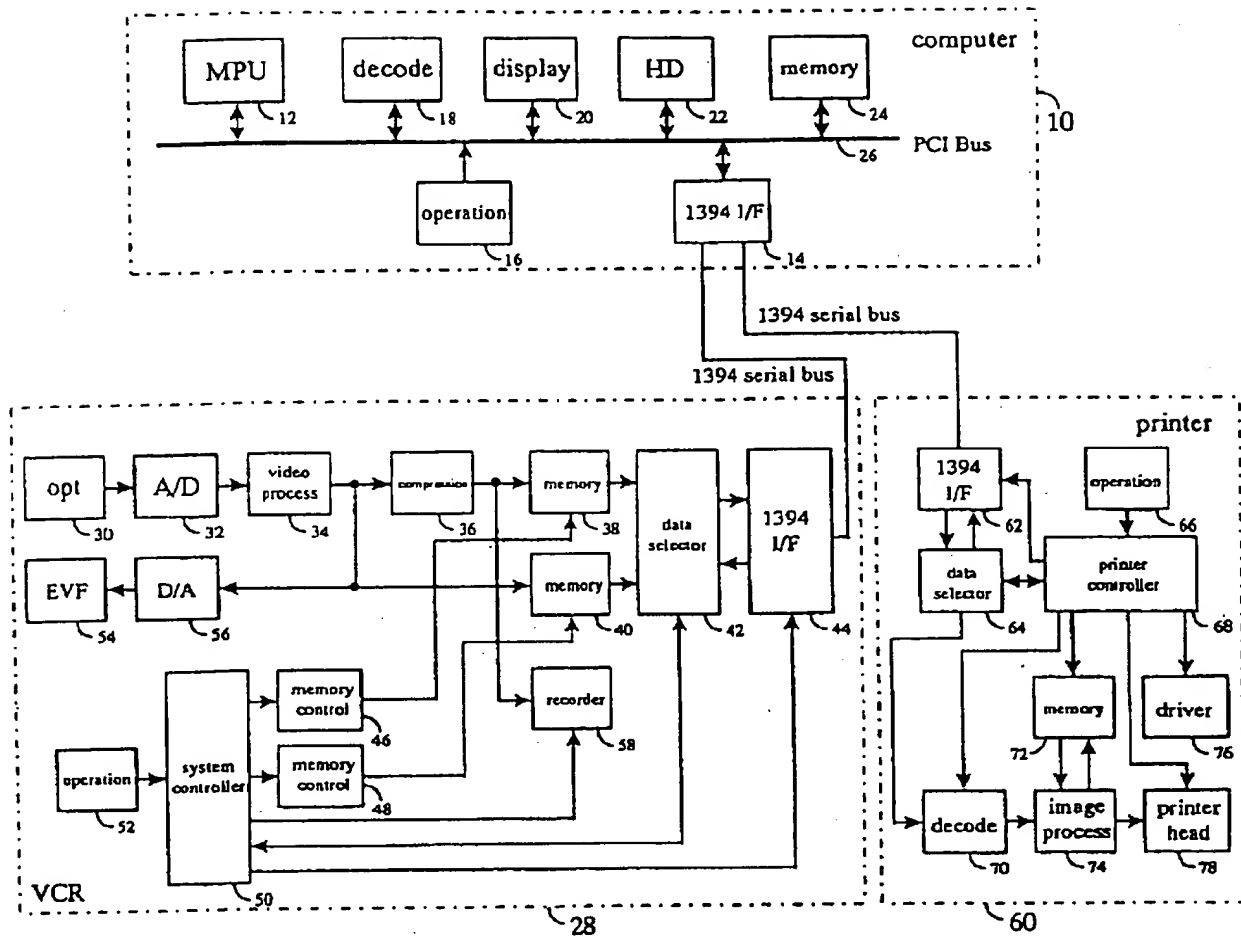 computer
MPU
decode
display
HD
memory
12
18
20
22
24
10
26
PCI Bus
operation
1394 I/F
16
14
1394 serial bus
1394 serial bus
VCR
opt
A/D
video
process
compression
memory
data
selector
1394
I/F
30
32
34
36
38
EVF
D/A
memory
54
56
40
42
44
memory
control
recorder
46
58
operation
system
controller
memory
control
52
48
50
28
printer
1394
I/F
operation
62
66
data
selector
printer
controller
64
68
memory
driver
72
76
decode
image
process
printer
head
70
74
78
60